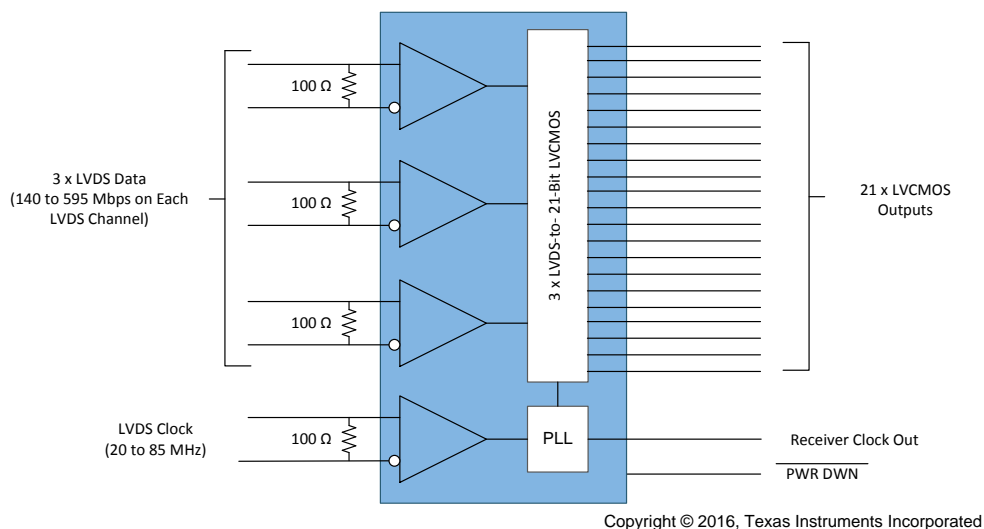 100 Ω
100 Ω
100 Ω
100 Ω
3 x LVDS Data
(140 to 595 Mbps on Each
LVDS Channel)
LVDS Clock
(20 to 85 MHz)
3 x LVDS-to- 21-Bit LVCMOS
PLL
21 x LVCMOS
Outputs
Receiver Clock Out
PWR DWN
Copyright © 2016, Texas Instruments Incorporated